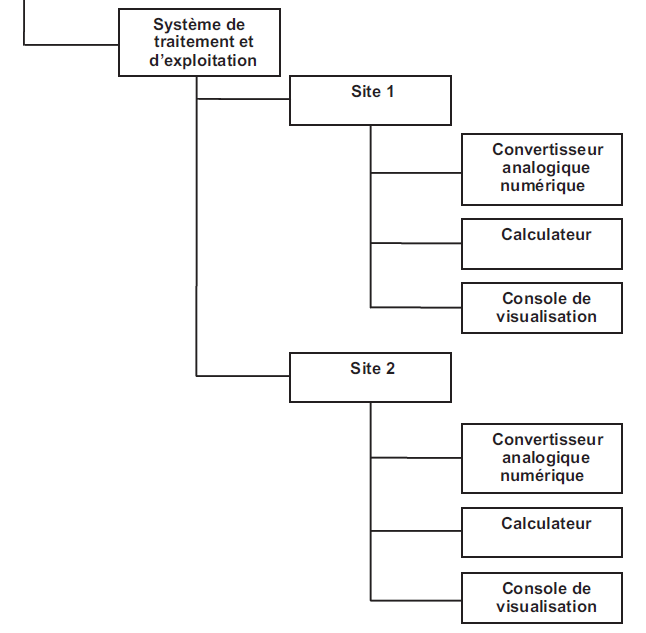 Système de
traitement et
d’exploitation
Site 1
Convertisseur
analogique
numérique
Calculateur
Console de
visualisation
Site 2
Convertisseur
analogique
numérique
Calculateur
Console de
visualisation